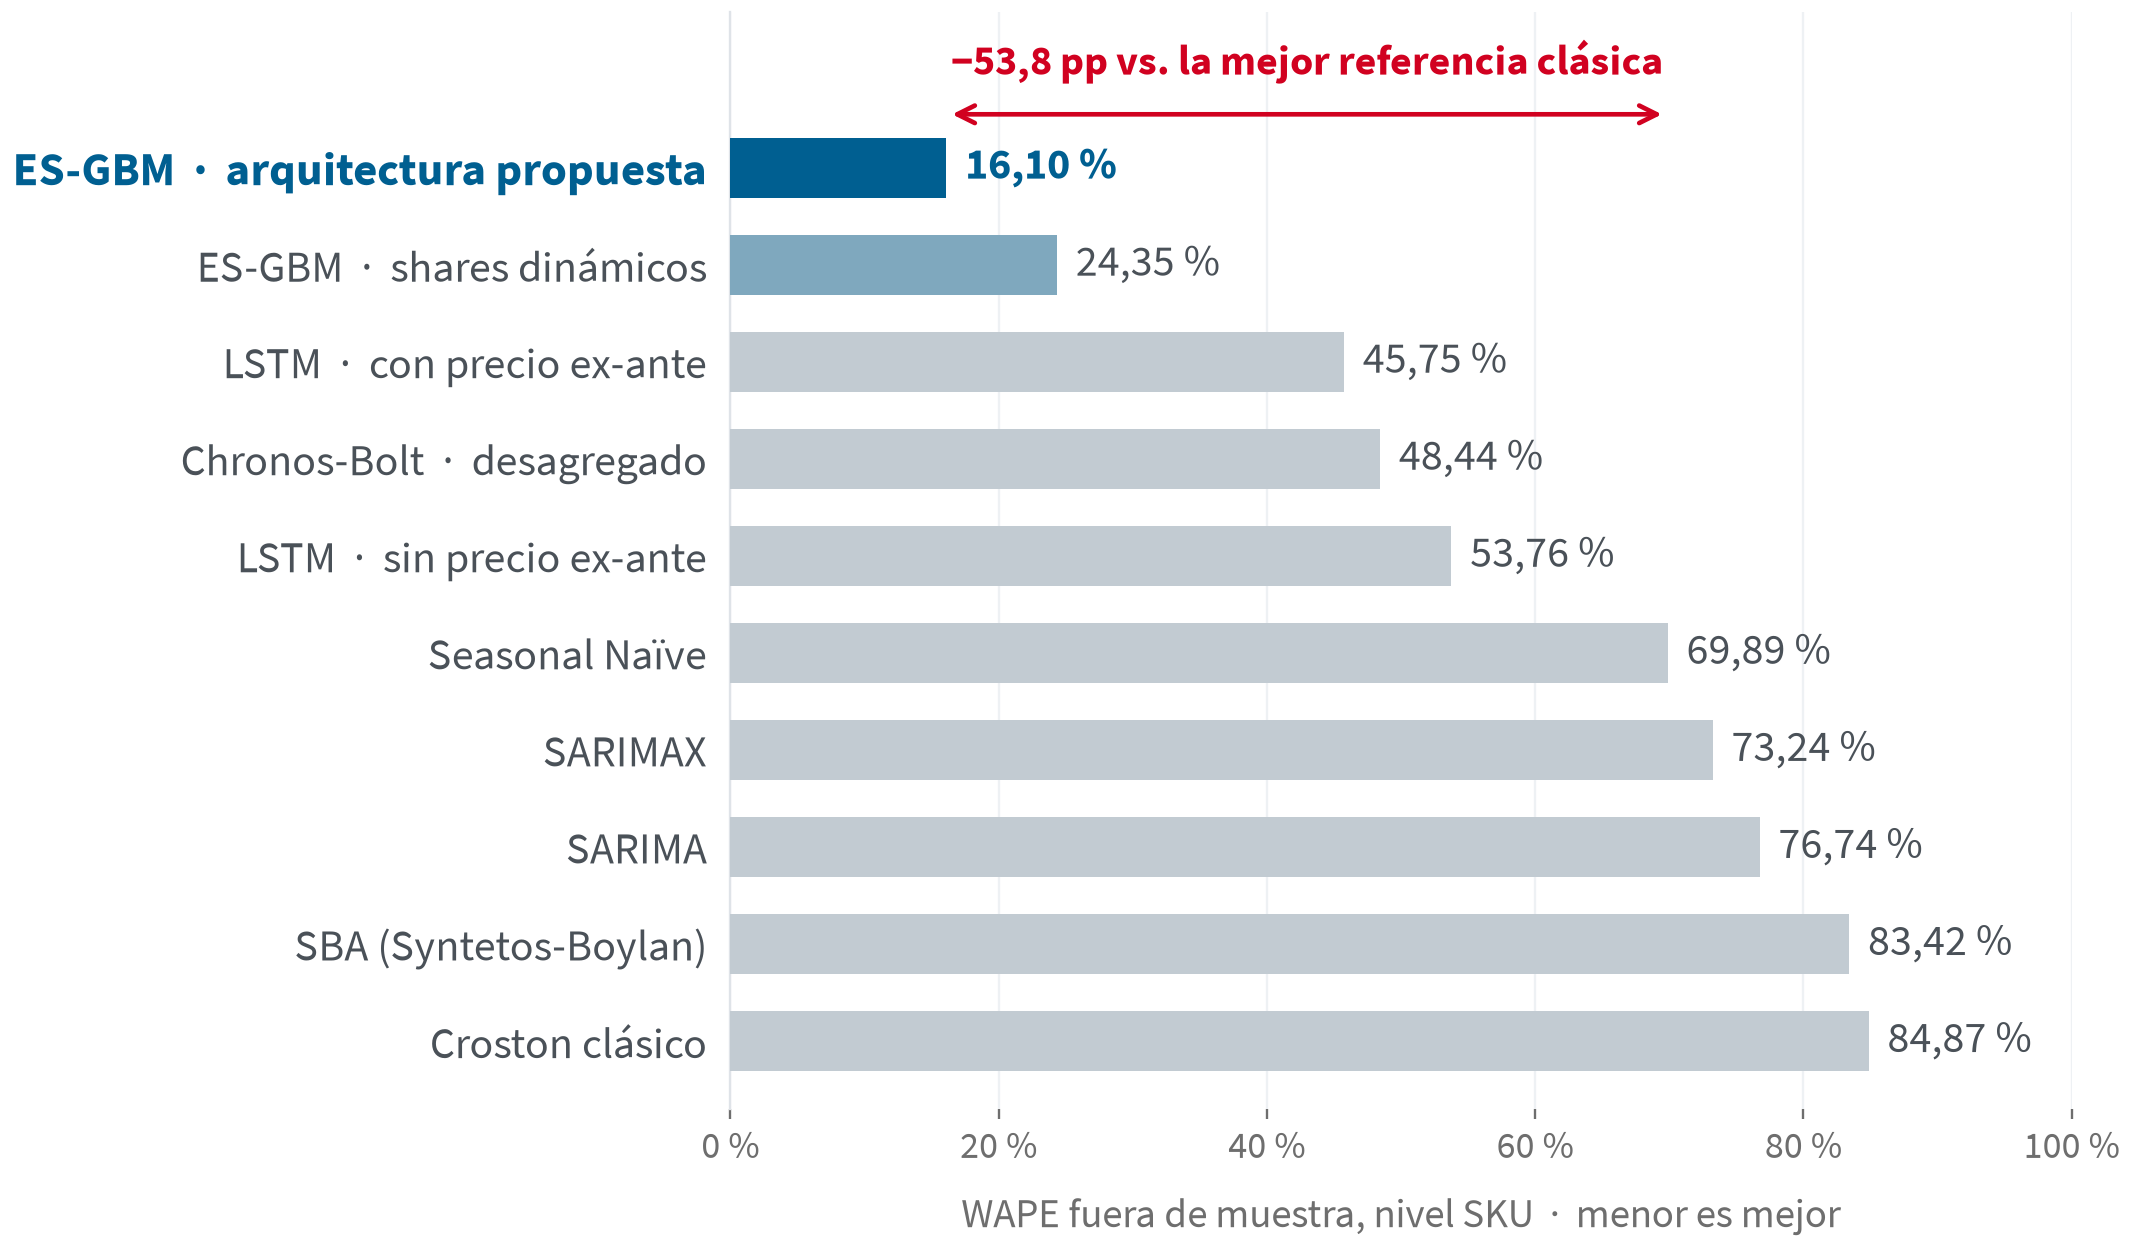 −53,8 pp vs. la mejor referencia clásica
ES-GBM · arquitectura propuesta 16,10 %
ES-GBM · shares dinámicos 24,35 %
LSTM · con precio ex-ante 45,75 %
Chronos-Bolt · desagregado 48,44 %
LSTM · sin precio ex-ante 53,76 %
Seasonal Naïve 69,89 %
SARIMAX 73,24 %
SARIMA 76,74 %
SBA (Syntetos-Boylan) 83,42 %
Croston clásico 84,87 %
0 % 20 % 40 % 60 % 80 % 100 %
WAPE fuera de muestra, nivel SKU · menor es mejor